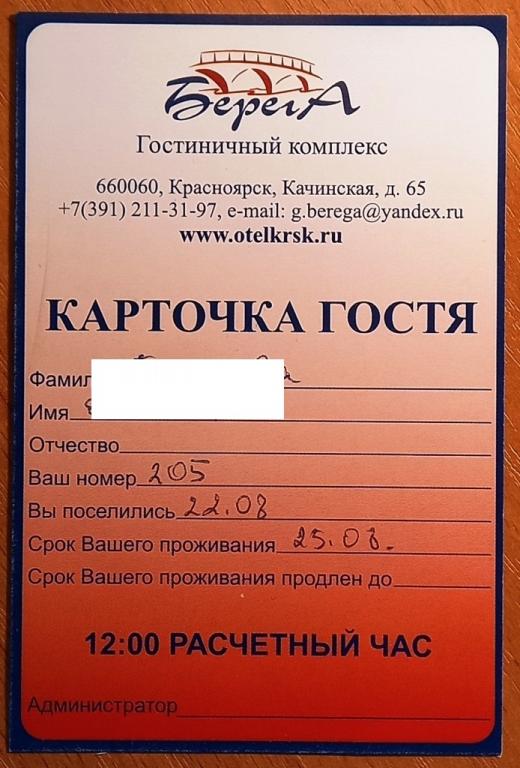 БерегА
Гостиничный комплекс
660060, Красноярск, Качинская, д. 65
+7(391) 211-31-97, e-mail: g.berega@yandex.ru
www.otelkrsk.ru
КАРТОЧКА ГОСТЯ
Фамил
Имя
Отчество
Ваш номер 205
Вы поселились 22.08
Срок Вашего проживания 25.08.
Срок Вашего проживания продлен до
12:00 РАСЧЕТНЫЙ ЧАС
Администратор